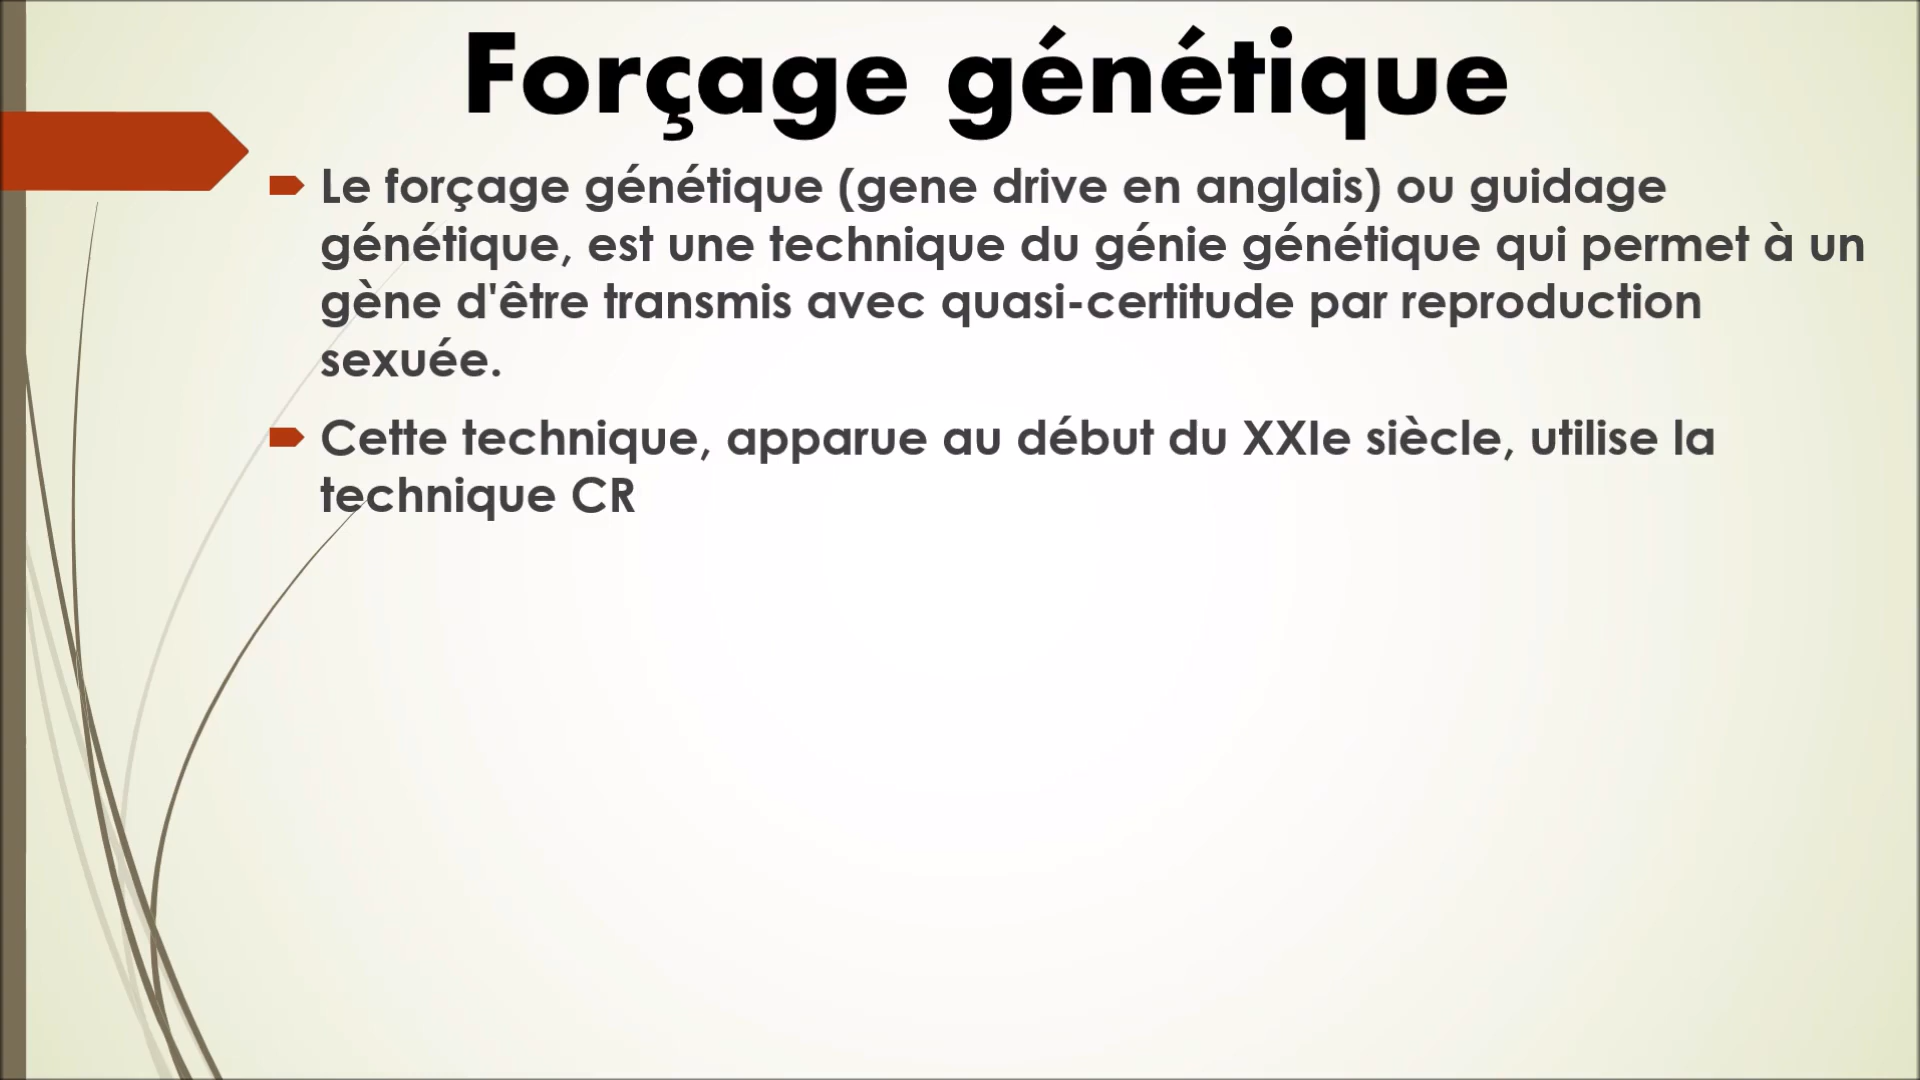 Forçage génétique
Le forçage génétique (gene drive en anglais) ou guidage
génétique, est une technique du génie génétique qui permet à un
gène d'être transmis avec quasi-certitude par reproduction
sexuée.
Cette technique, apparue au début du XXIe siècle, utilise la
technique CR